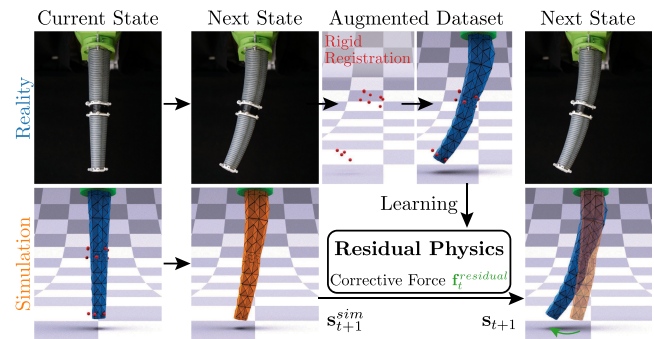 Current State
Next State
Augmented Dataset
Next State
Reality
Rigid
Registration
Simulation
Learning
Residual Physics
Corrective Force f_t^{residual}
s_{t+1}^{sim}
s_{t+1}